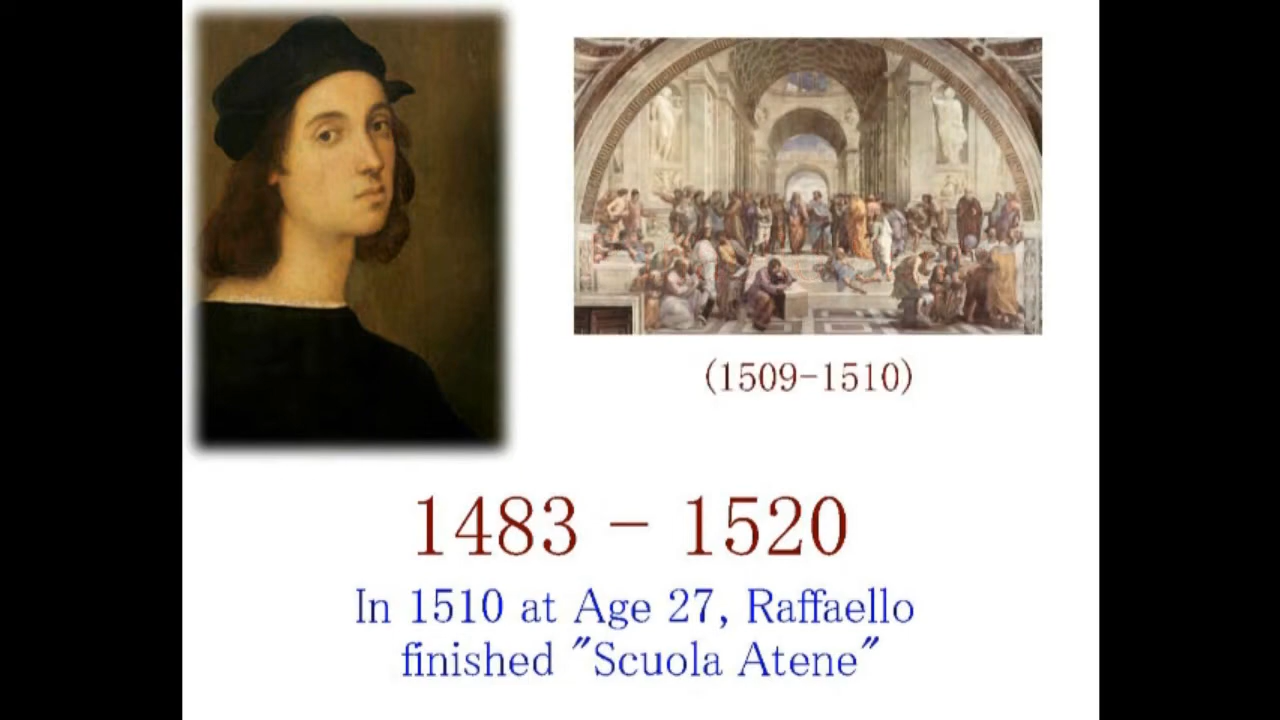 (1509-1510)
1483 - 1520
In 1510 at Age 27, Raffaello
finished "Scuola Atene"